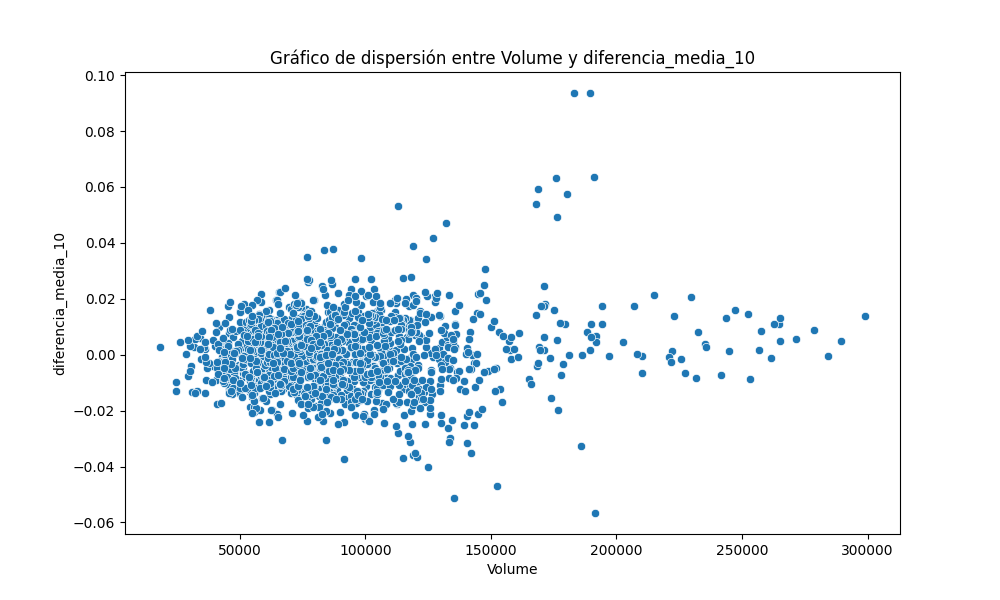 Gráfico de dispersión entre Volume y diferencia_media_10
0.10
0.08
0.06
0.04
0.02
0.00
−0.02
−0.04
−0.06
diferencia_media_10
50000 100000 150000 200000 250000 300000
Volume